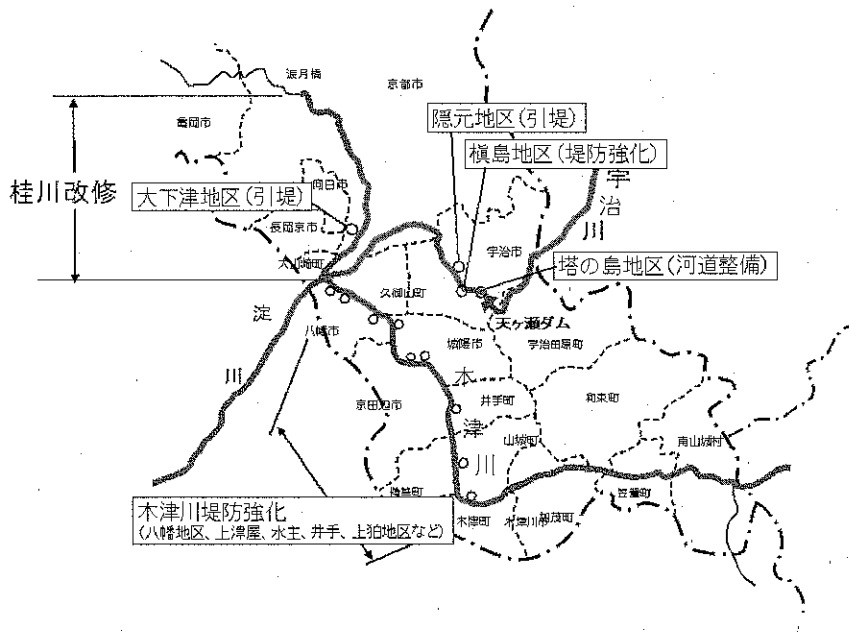 渡月橋
京都市
亀岡市
隠元地区(引堤)
槇島地区(堤防強化)
向日市
桂川改修
大下津地区(引堤)
宇治川
長岡京市
宇治市
大山崎町
塔の島地区(河道整備)
久御山町
天ヶ瀬ダム
淀川
八幡市
城陽市
宇治田原町
木津川
京田辺市
井手町
和束町
山城町
南山城村
精華町
笠置町
木津川堤防強化
(八幡地区、上津屋、水主、井手、上狛地区など)
木津町
木津川市
加茂町